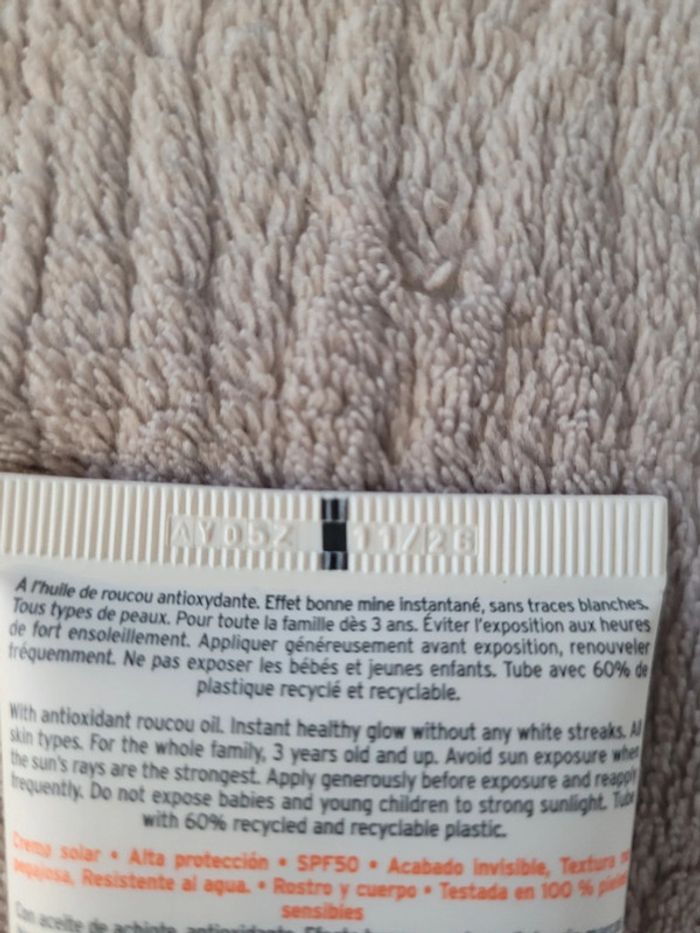 AY05Z 11/26
A l'huile de roucou antioxydante. Effet bonne mine instantané, sans traces blanches.
Tous types de peaux. Pour toute la famille dès 3 ans. Éviter l'exposition aux heures
de fort ensoleillement. Appliquer généreusement avant exposition, renouveler
fréquemment. Ne pas exposer les bébés et jeunes enfants. Tube avec 60% de
plastique recyclé et recyclable.
With antioxidant roucou oil. Instant healthy glow without any white streaks. All
skin types. For the whole family, 3 years old and up. Avoid sun exposure when
the sun's rays are the strongest. Apply generously before exposure and reapply
frequently. Do not expose babies and young children to strong sunlight. Tube
with 60% recycled and recyclable plastic.
Crema solar • Alta protección • SPF50 • Acabado invisible, Textura
pegajosa, Resistente al agua. • Rostro y cuerpo • Testada en 100 %
sensibles
Con aceite de achiote antioxidante.